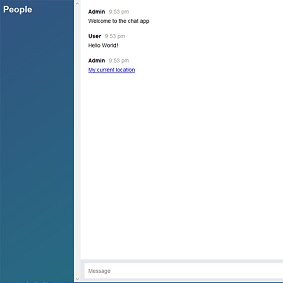 People
Admin 9:53 pm
Welcome to the chat app
User 9:53 pm
Hello World!
Admin 9:53 pm
My current location
Message